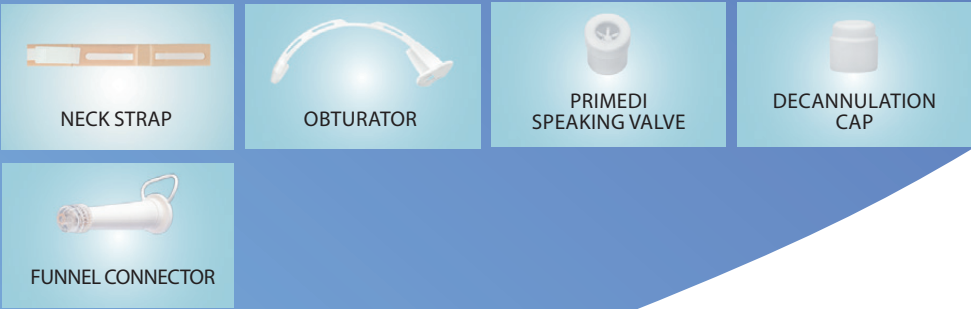 NECK STRAP
OBTURATOR
PRIMEDI
SPEAKING VALVE
DECANNULATION
CAP
FUNNEL CONNECTOR